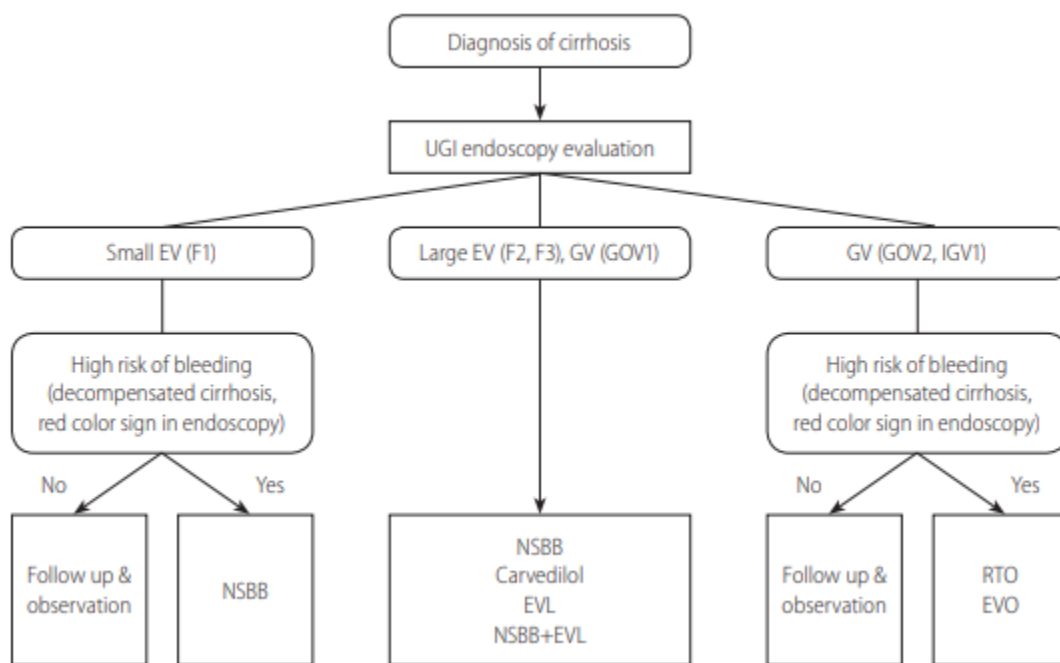 Diagnosis of cirrhosis
UGI endoscopy evaluation
Small EV (F1)
Large EV (F2, F3), GV (GOV1)
GV (GOV2, IGV1)
High risk of bleeding
(decompensated cirrhosis,
red color sign in endoscopy)
High risk of bleeding
(decompensated cirrhosis,
red color sign in endoscopy)
No
Yes
No
Yes
Follow up &
observation
NSBB
NSBB
Carvedilol
EVL
NSBB+EVL
Follow up &
observation
RTO
EVO